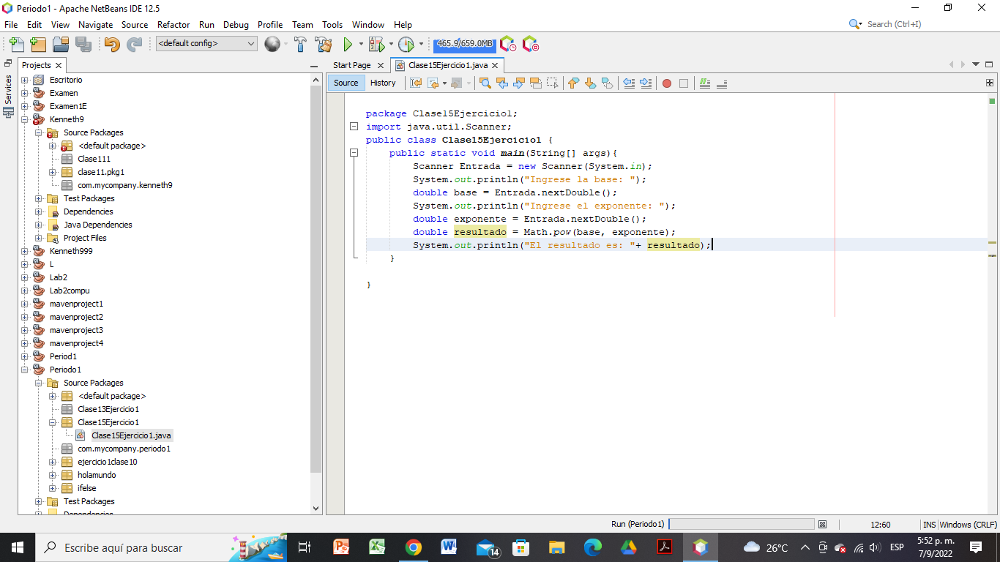 Periodo1 - Apache NetBeans IDE 12.5
File Edit View Navigate Source Refactor Run Debug Profile Team Tools Window Help
Search (Ctrl+I)
<default config>
465.9/659.0MB
Services
Projects
Escritorio
Examen
Examen1E
Kenneth9
Source Packages
<default package>
Clase111
clase11.pkg1
com.mycompany.kenneth9
Test Packages
Dependencies
Java Dependencies
Project Files
Kenneth999
L
Lab2
Lab2compu
mavenproject1
mavenproject2
mavenproject3
mavenproject4
Period1
Periodo1
Source Packages
<default package>
Clase13Ejercicio1
Clase15Ejercicio1
Clase15Ejercicio1.java
com.mycompany.periodo1
ejercicio1clase10
holamundo
ifelse
Test Packages
Dependencies
Start Page Clase15Ejercicio1.java
Source History
package Clase15Ejercicio1;
import java.util.Scanner;
public class Clase15Ejercicio1 {
public static void main(String[] args){
Scanner Entrada = new Scanner(System.in);
System.out.println("Ingrese la base: ");
double base = Entrada.nextDouble();
System.out.println("Ingrese el exponente: ");
double exponente = Entrada.nextDouble();
double resultado = Math.pow(base, exponente);
System.out.println("El resultado es: "+ resultado);
}
}
Run (Periodo1)
12:60
INS Windows (CRLF)
Escribe aquí para buscar
14
26°C
ESP
5:52 p. m.
7/9/2022